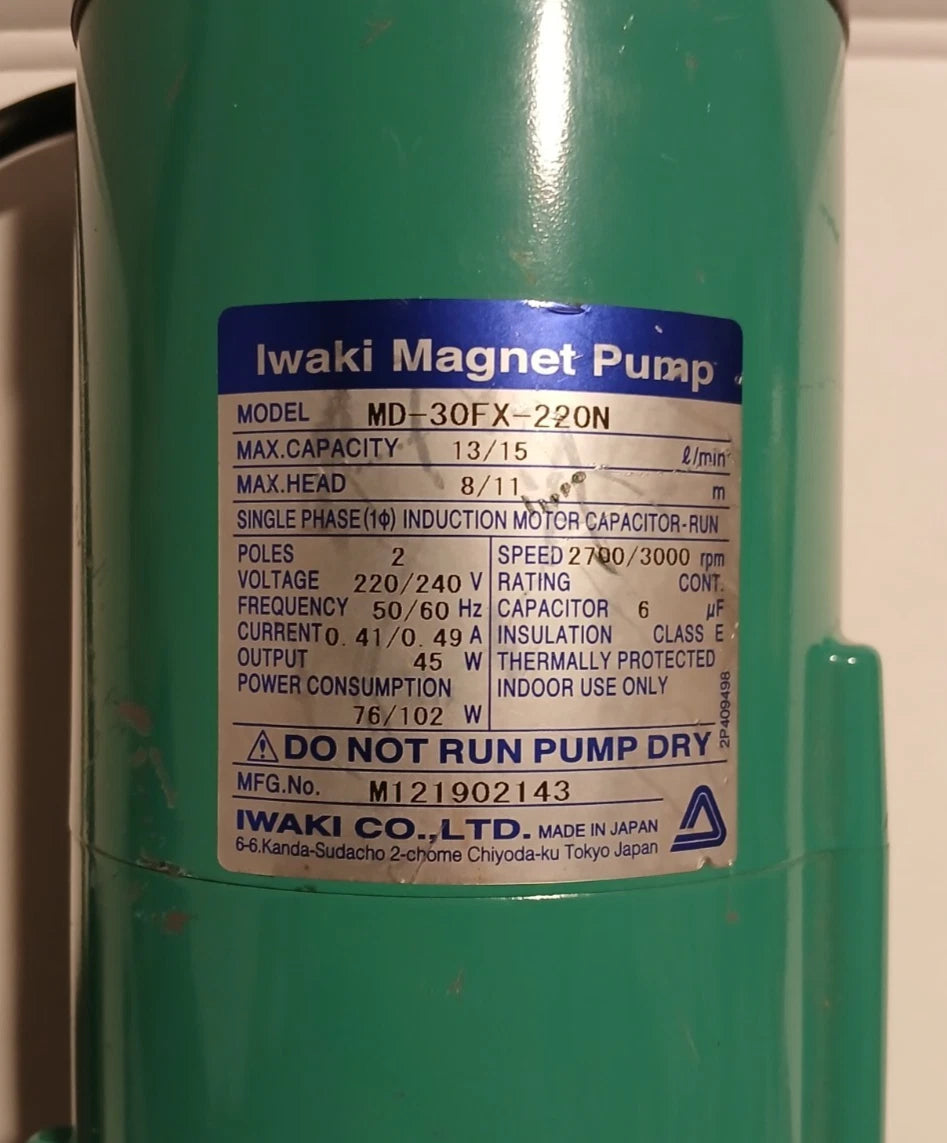 Iwaki Magnet Pump
MODEL MD-30FX-220N
MAX.CAPACITY 13/15 ℓ/min
MAX.HEAD 8/11 m
SINGLE PHASE(1Φ) INDUCTION MOTOR CAPACITOR-RUN
POLES 2
VOLTAGE 220/240 V
FREQUENCY 50/60 Hz
CURRENT 0.41/0.49 A
OUTPUT 45 W
POWER CONSUMPTION
76/102 W
SPEED 2700/3000 rpm
RATING CONT.
CAPACITOR 6 μF
INSULATION CLASS E
THERMALLY PROTECTED
INDOOR USE ONLY
2P409498
DO NOT RUN PUMP DRY
MFG.No. M121902143
IWAKI CO.,LTD. MADE IN JAPAN
6-6.Kanda-Sudacho 2-chome Chiyoda-ku Tokyo Japan